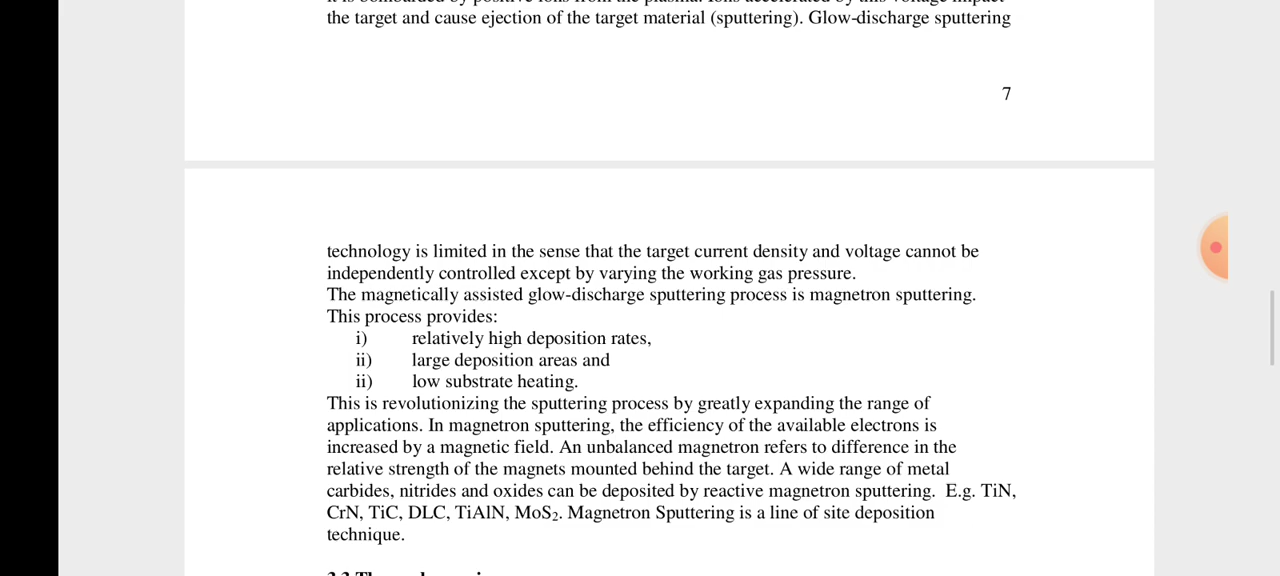 the target and cause ejection of the target material (sputtering). Glow-discharge sputtering
7
technology is limited in the sense that the target current density and voltage cannot be
independently controlled except by varying the working gas pressure.
The magnetically assisted glow-discharge sputtering process is magnetron sputtering.
This process provides:
i) relatively high deposition rates,
ii) large deposition areas and
ii) low substrate heating.
This is revolutionizing the sputtering process by greatly expanding the range of
applications. In magnetron sputtering, the efficiency of the available electrons is
increased by a magnetic field. An unbalanced magnetron refers to difference in the
relative strength of the magnets mounted behind the target. A wide range of metal
carbides, nitrides and oxides can be deposited by reactive magnetron sputtering.  E.g. TiN,
CrN, TiC, DLC, TiAlN, MoS₂. Magnetron Sputtering is a line of site deposition
technique.